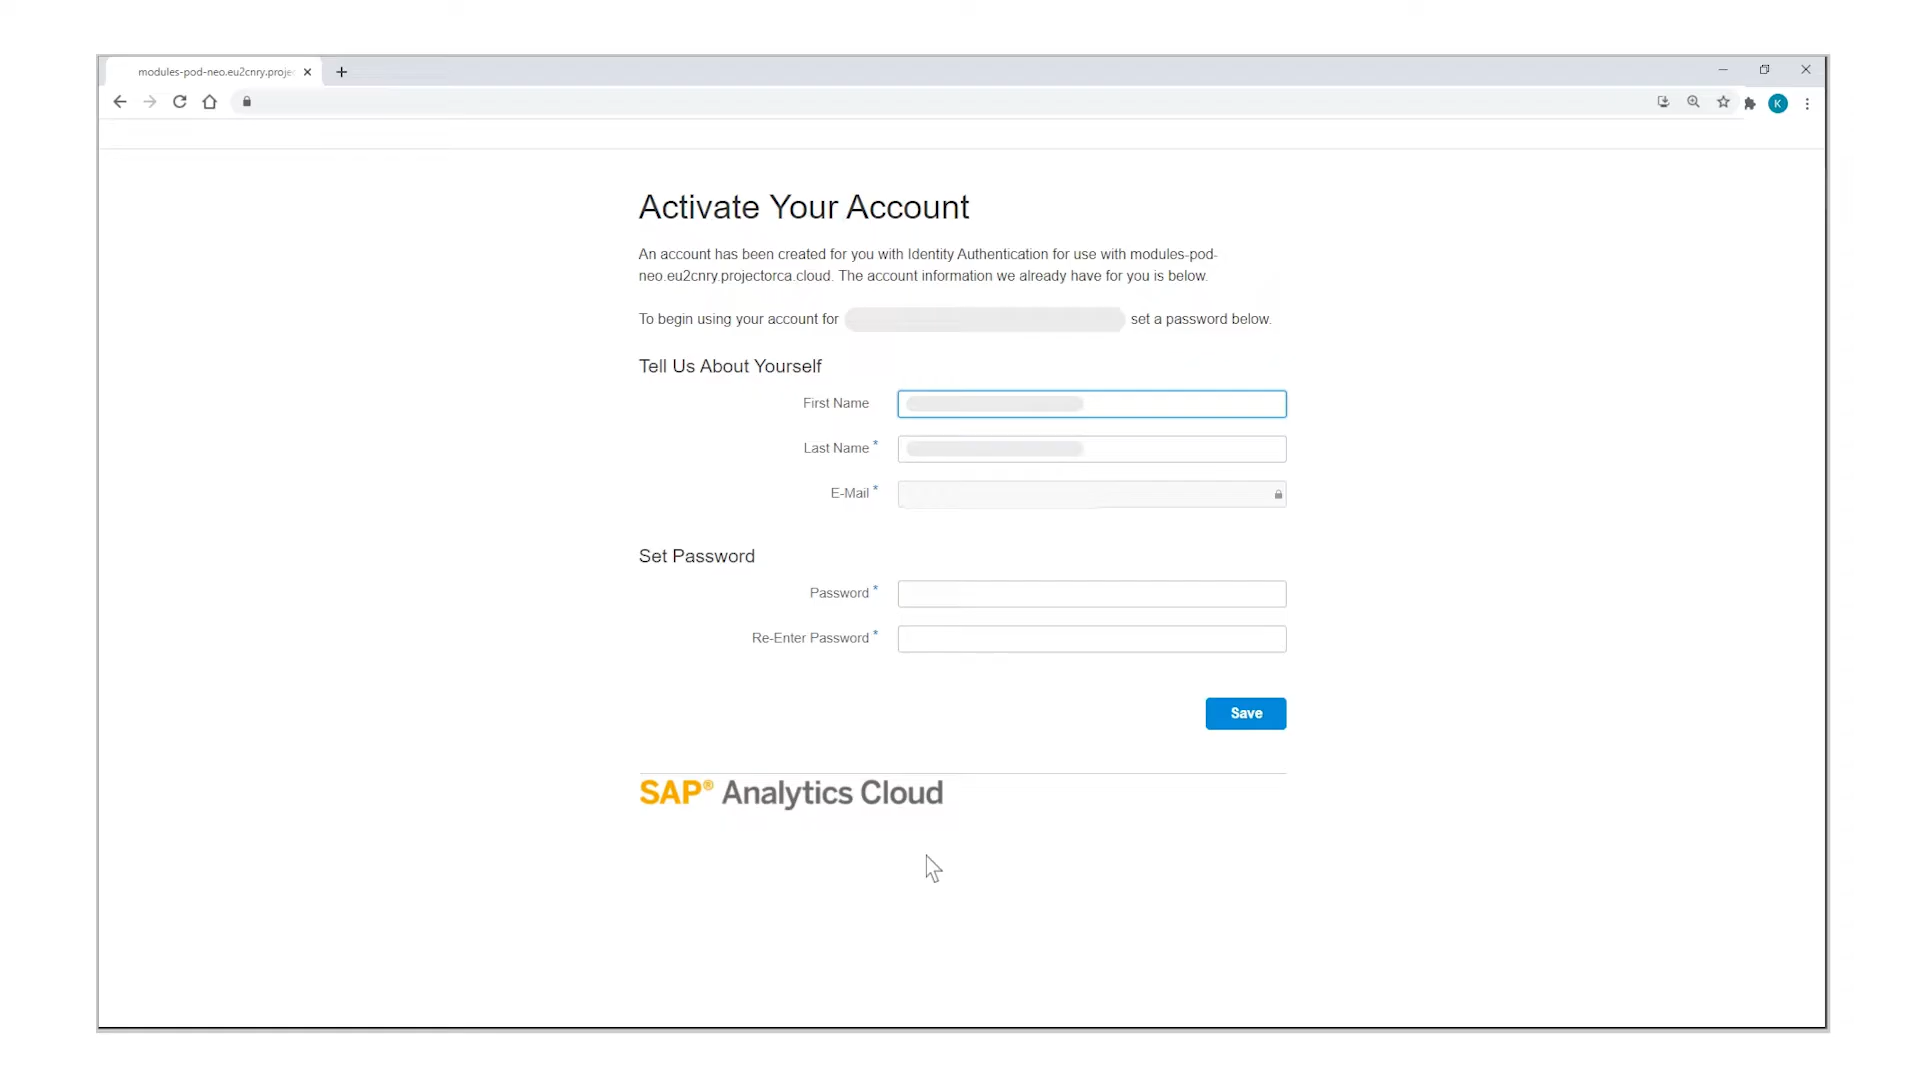 modules-pod-neo.eu2cnry.proje
K
Activate Your Account
An account has been created for you with Identity Authentication for use with modules-pod-
neo.eu2cnry.projectorca.cloud. The account information we already have for you is below.
To begin using your account for set a password below.
Tell Us About Yourself
First Name
Last Name *
E-Mail *
Set Password
Password *
Re-Enter Password *
Save
SAP® Analytics Cloud